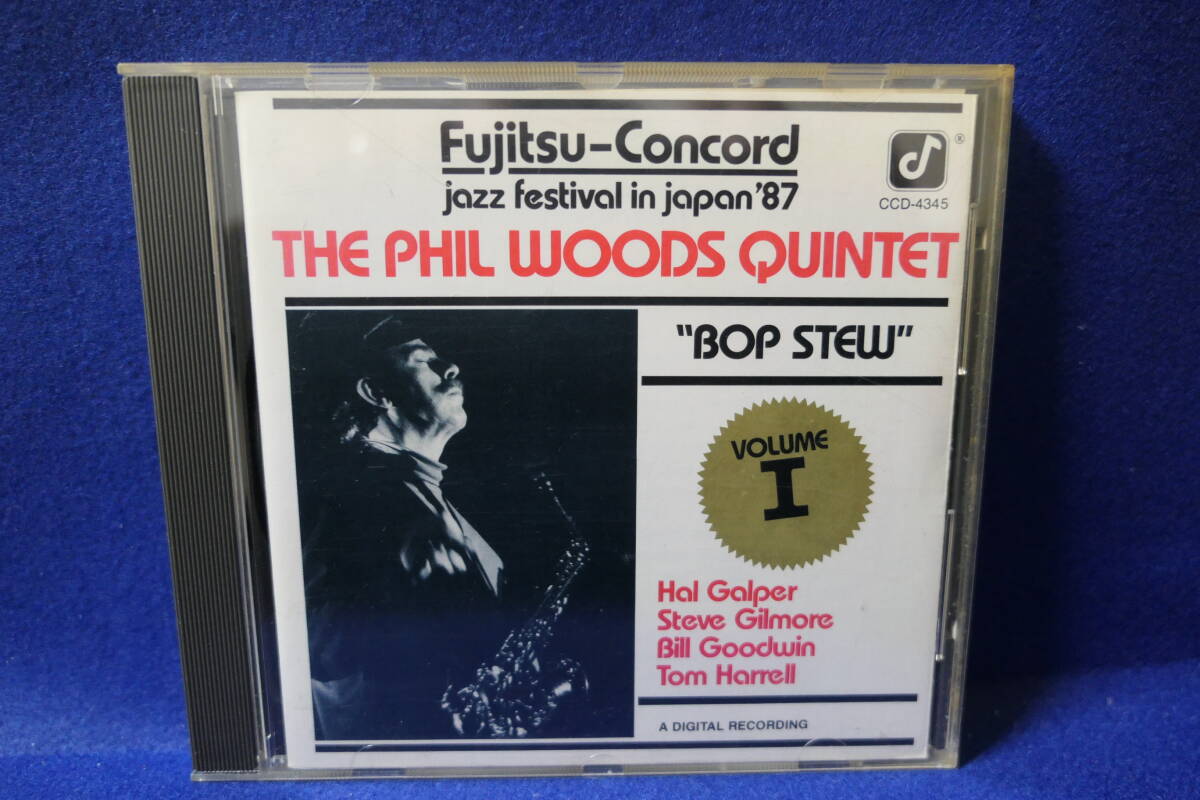 Fujitsu-Concord
jazz festival in japan '87
®
CCD-4345
THE PHIL WOODS QUINTET
"BOP STEW"
VOLUME
I
Hal Galper
Steve Gilmore
Bill Goodwin
Tom Harrell
A DIGITAL RECORDING